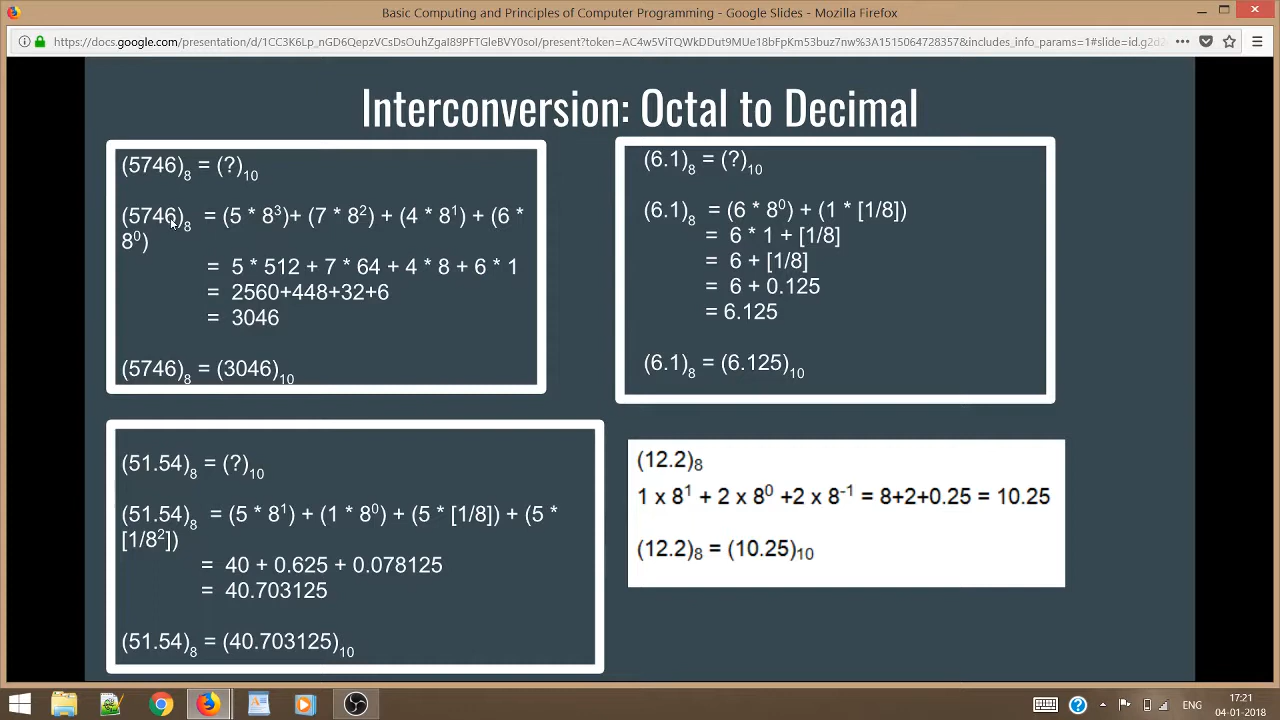 Basic Computing and Principles of Computer Programming - Google Slides - Mozilla Firefox
Interconversion: Octal to Decimal
(5746)₈ = (?)₁₀
(5746)₈ = (5 * 8³)+ (7 * 8²) + (4 * 8¹) + (6 *
8⁰)
= 5 * 512 + 7 * 64 + 4 * 8 + 6 * 1
= 2560+448+32+6
= 3046
(5746)₈ = (3046)₁₀
(6.1)₈ = (?)₁₀
(6.1)₈ = (6 * 8⁰) + (1 * [1/8])
= 6 * 1 + [1/8]
= 6 + [1/8]
= 6 + 0.125
= 6.125
(6.1)₈ = (6.125)₁₀
(51.54)₈ = (?)₁₀
(51.54)₈ = (5 * 8¹) + (1 * 8⁰) + (5 * [1/8]) + (5 *
[1/8²])
= 40 + 0.625 + 0.078125
= 40.703125
(51.54)₈ = (40.703125)₁₀
(12.2)₈
1 x 8¹ + 2 x 8⁰ +2 x 8⁻¹ = 8+2+0.25 = 10.25
(12.2)₈ = (10.25)₁₀
ENG
17:21
04-01-2018